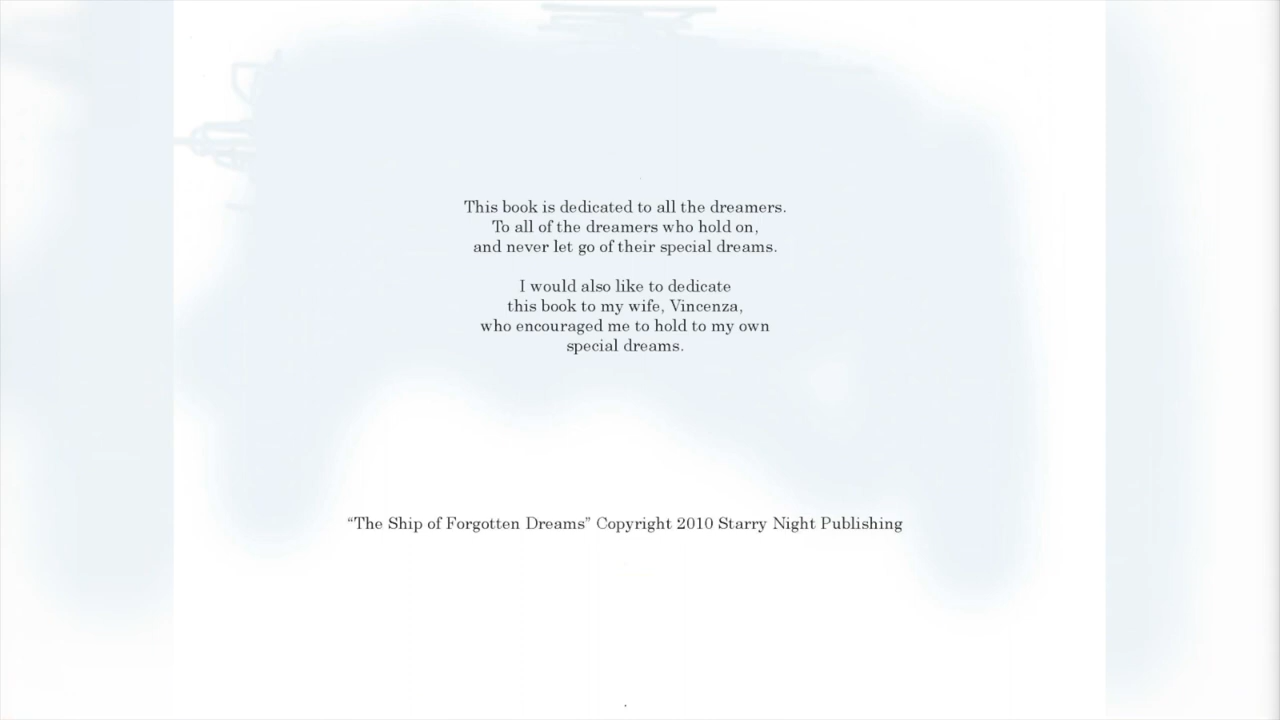 This book is dedicated to all the dreamers.
To all of the dreamers who hold on,
and never let go of their special dreams.
I would also like to dedicate
this book to my wife, Vincenza,
who encouraged me to hold to my own
special dreams.
“The Ship of Forgotten Dreams” Copyright 2010 Starry Night Publishing